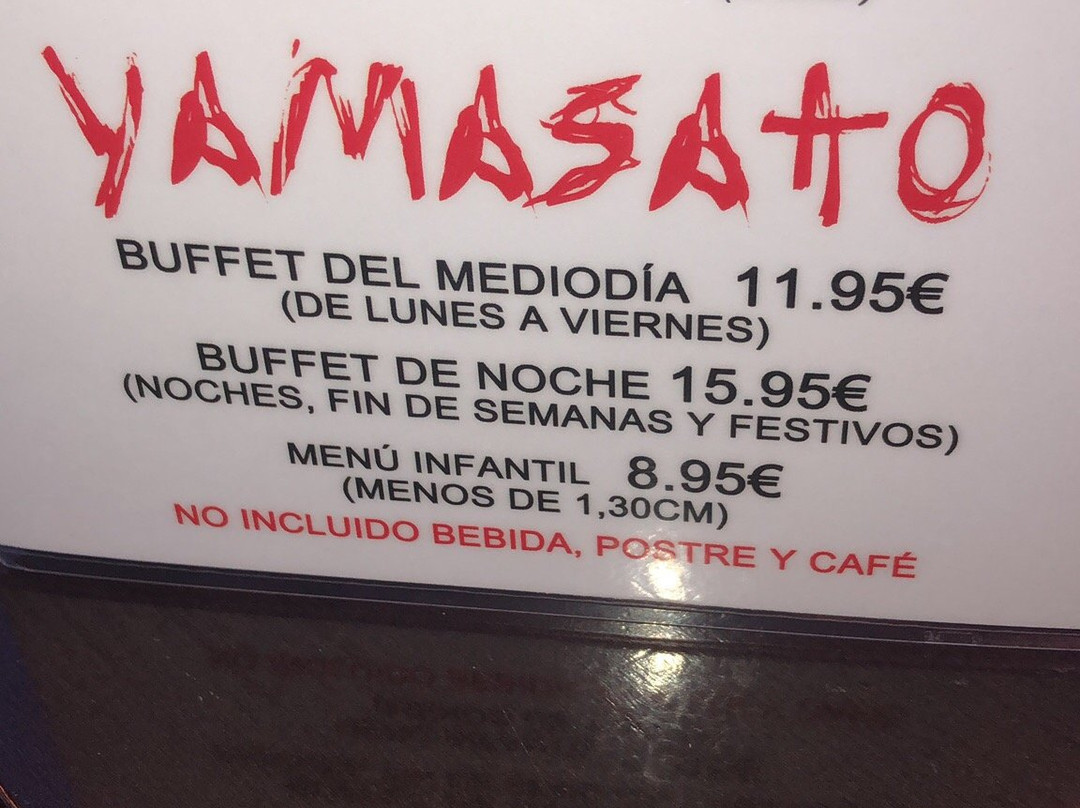 YAMASATO
BUFFET DEL MEDIODÍA 11.95€
(DE LUNES A VIERNES)
BUFFET DE NOCHE 15.95€
(NOCHES, FIN DE SEMANAS Y FESTIVOS)
MENÚ INFANTIL 8.95€
(MENOS DE 1,30CM)
NO INCLUIDO BEBIDA, POSTRE Y CAFÉ